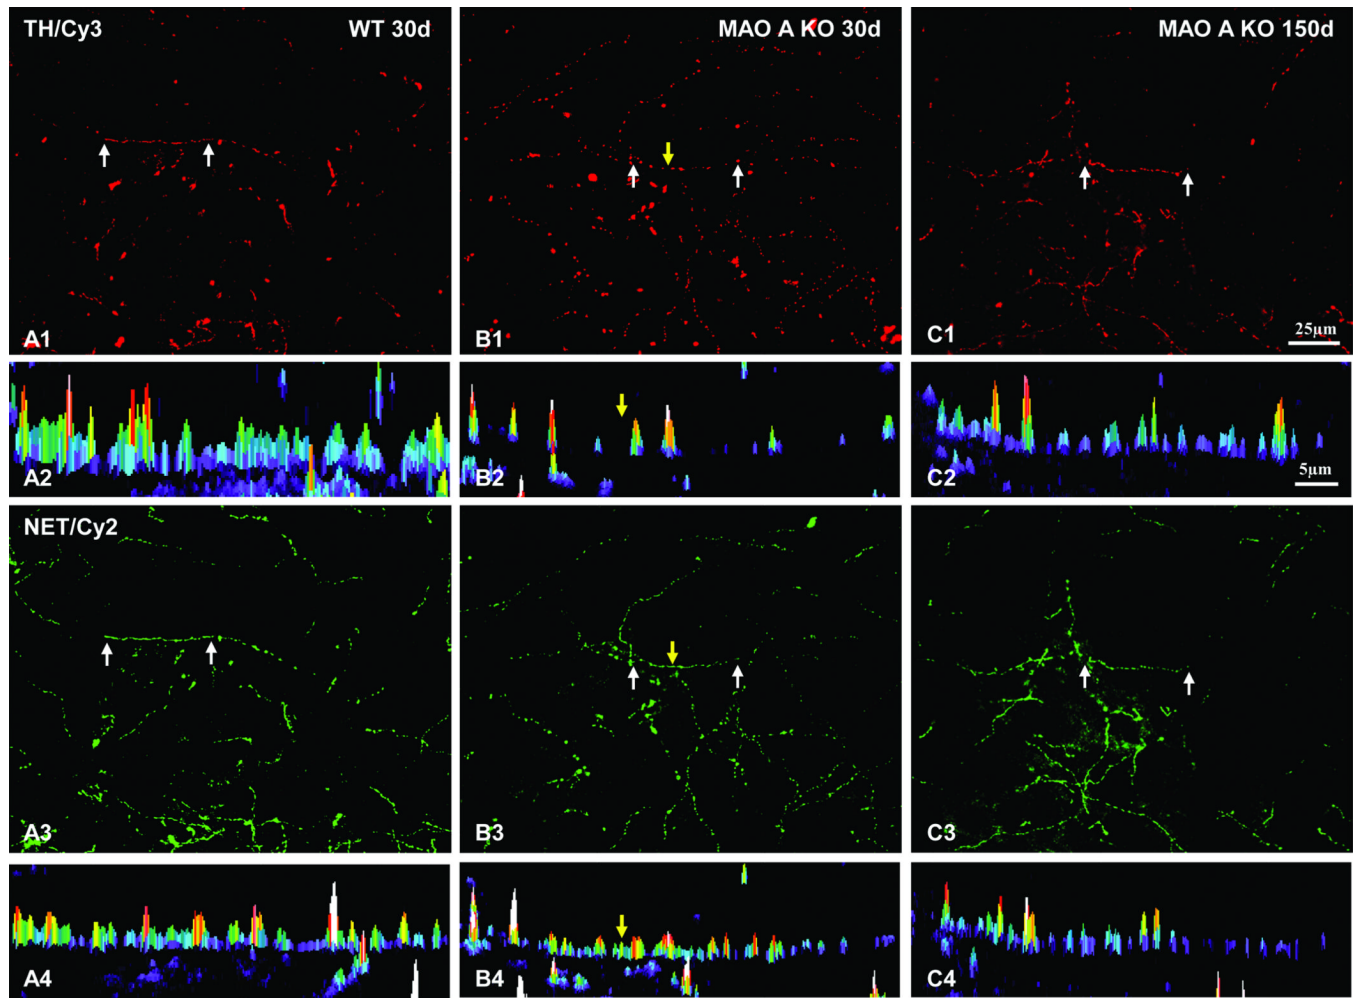 TH/Cy3 WT 30d MAO A KO 30d MAO A KO 150d
A1 B1 C1 25µm
A2 B2 C2 5µm
NET/Cy2
A3 B3 C3
A4 B4 C4